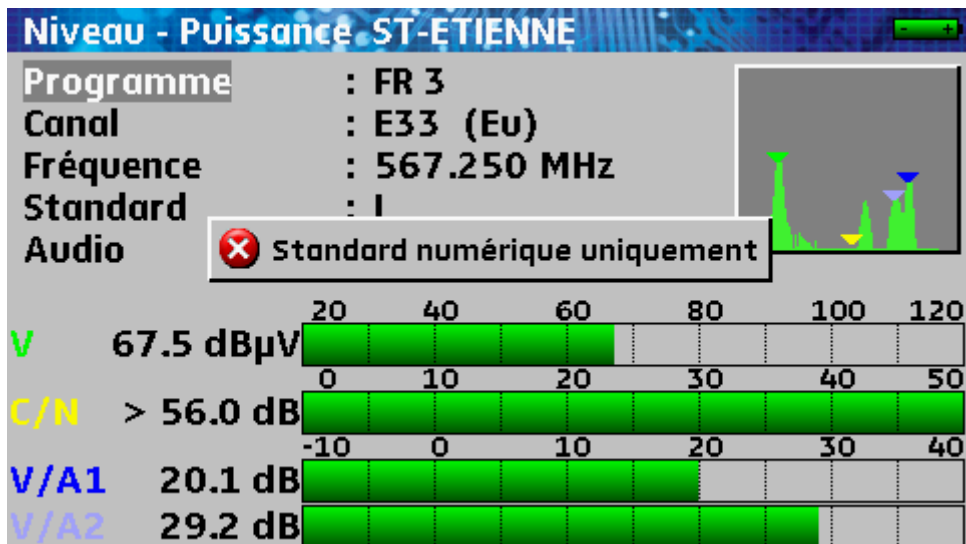 Niveau - Puissance ST-ETIENNE
- +
Programme : FR 3
Canal : E33 (Eu)
Fréquence : 567.250 MHz
Standard :
Audio
Standard numérique uniquement
20 40 60 80 100 120
V 67.5 dBµV
0 10 20 30 40 50
C/N > 56.0 dB
-10 0 10 20 30 40
V/A1 20.1 dB
V/A2 29.2 dB